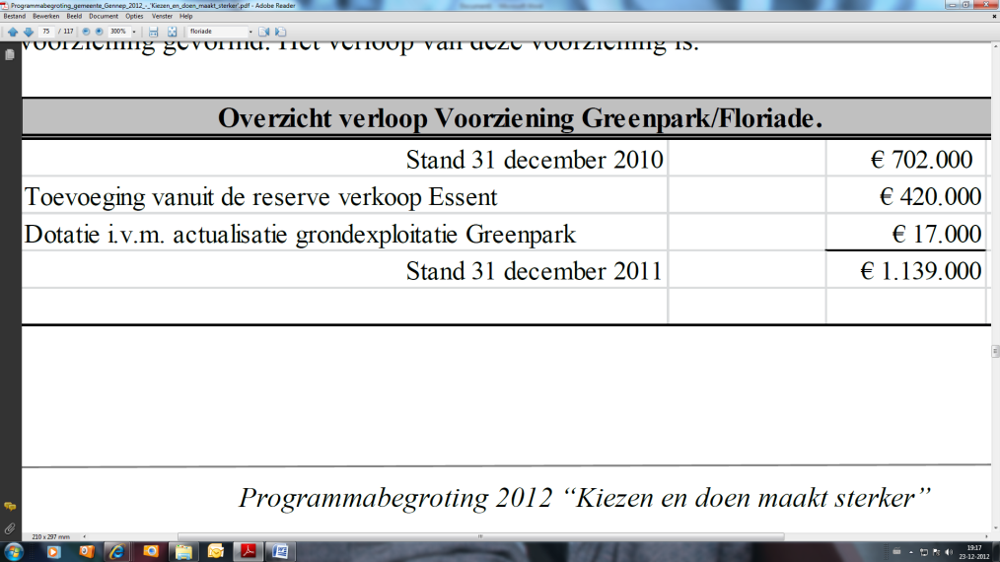 Programmabegroting_gemeente_Gennep_2012_-_'Kiezen_en_doen_maakt_sterker'.pdf - Adobe Reader
Bestand Bewerken Beeld Document Opties Venster Help
75 / 117 300% floriade
voorziening gevormd. Het verloop van deze voorziening is:
Overzicht verloop Voorziening Greenpark/Floriade.
Stand 31 december 2010 € 702.000
Toevoeging vanuit de reserve verkoop Essent € 420.000
Dotatie i.v.m. actualisatie grondexploitatie Greenpark € 17.000
Stand 31 december 2011 € 1.139.000
Programmabegroting 2012 “Kiezen en doen maakt sterker”
210 x 297 mm
19:17
23-12-2012